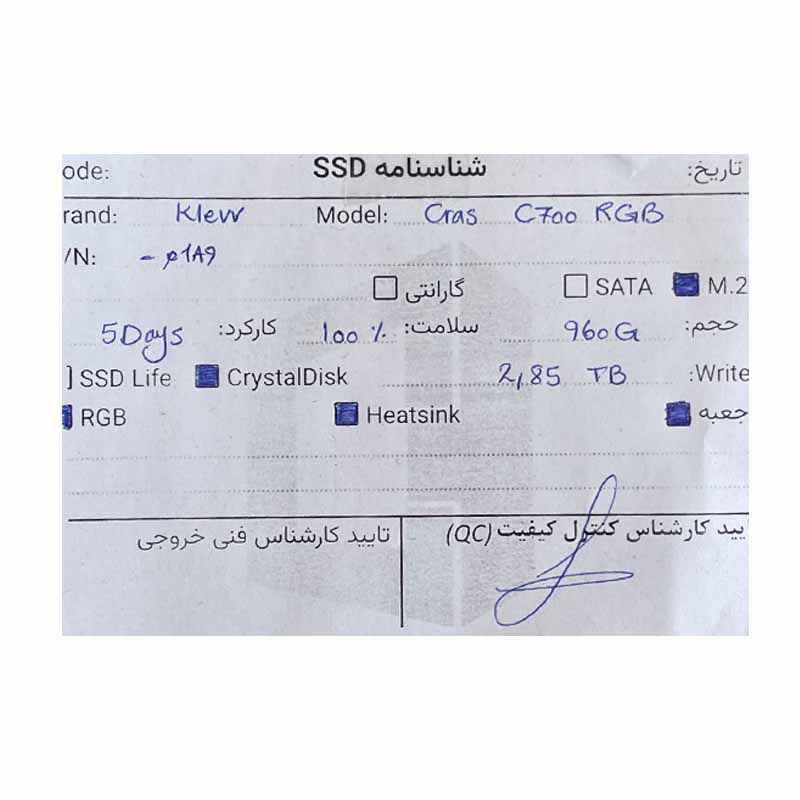 ode: شناسنامه SSD تاریخ:
rand: Klevv Model: Cras C700 RGB
/N: - p1A9
گارانتی SATA M.2
حجم: 960G سلامت: 100 % کارکرد: 5Days
SSD Life CrystalDisk 2,85 TB :Write
RGB Heatsink جعبه
یید کارشناس کنترل کیفیت (QC) تایید کارشناس فنی خروجی